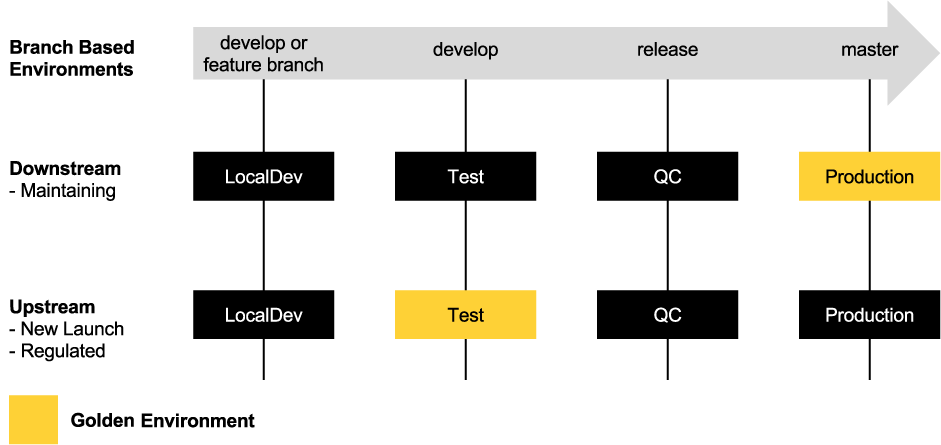 Branch Based
Environments
develop or
feature branch
develop
release
master
Downstream
- Maintaining
LocalDev
Test
QC
Production
Upstream
- New Launch
- Regulated
LocalDev
Test
QC
Production
Golden Environment